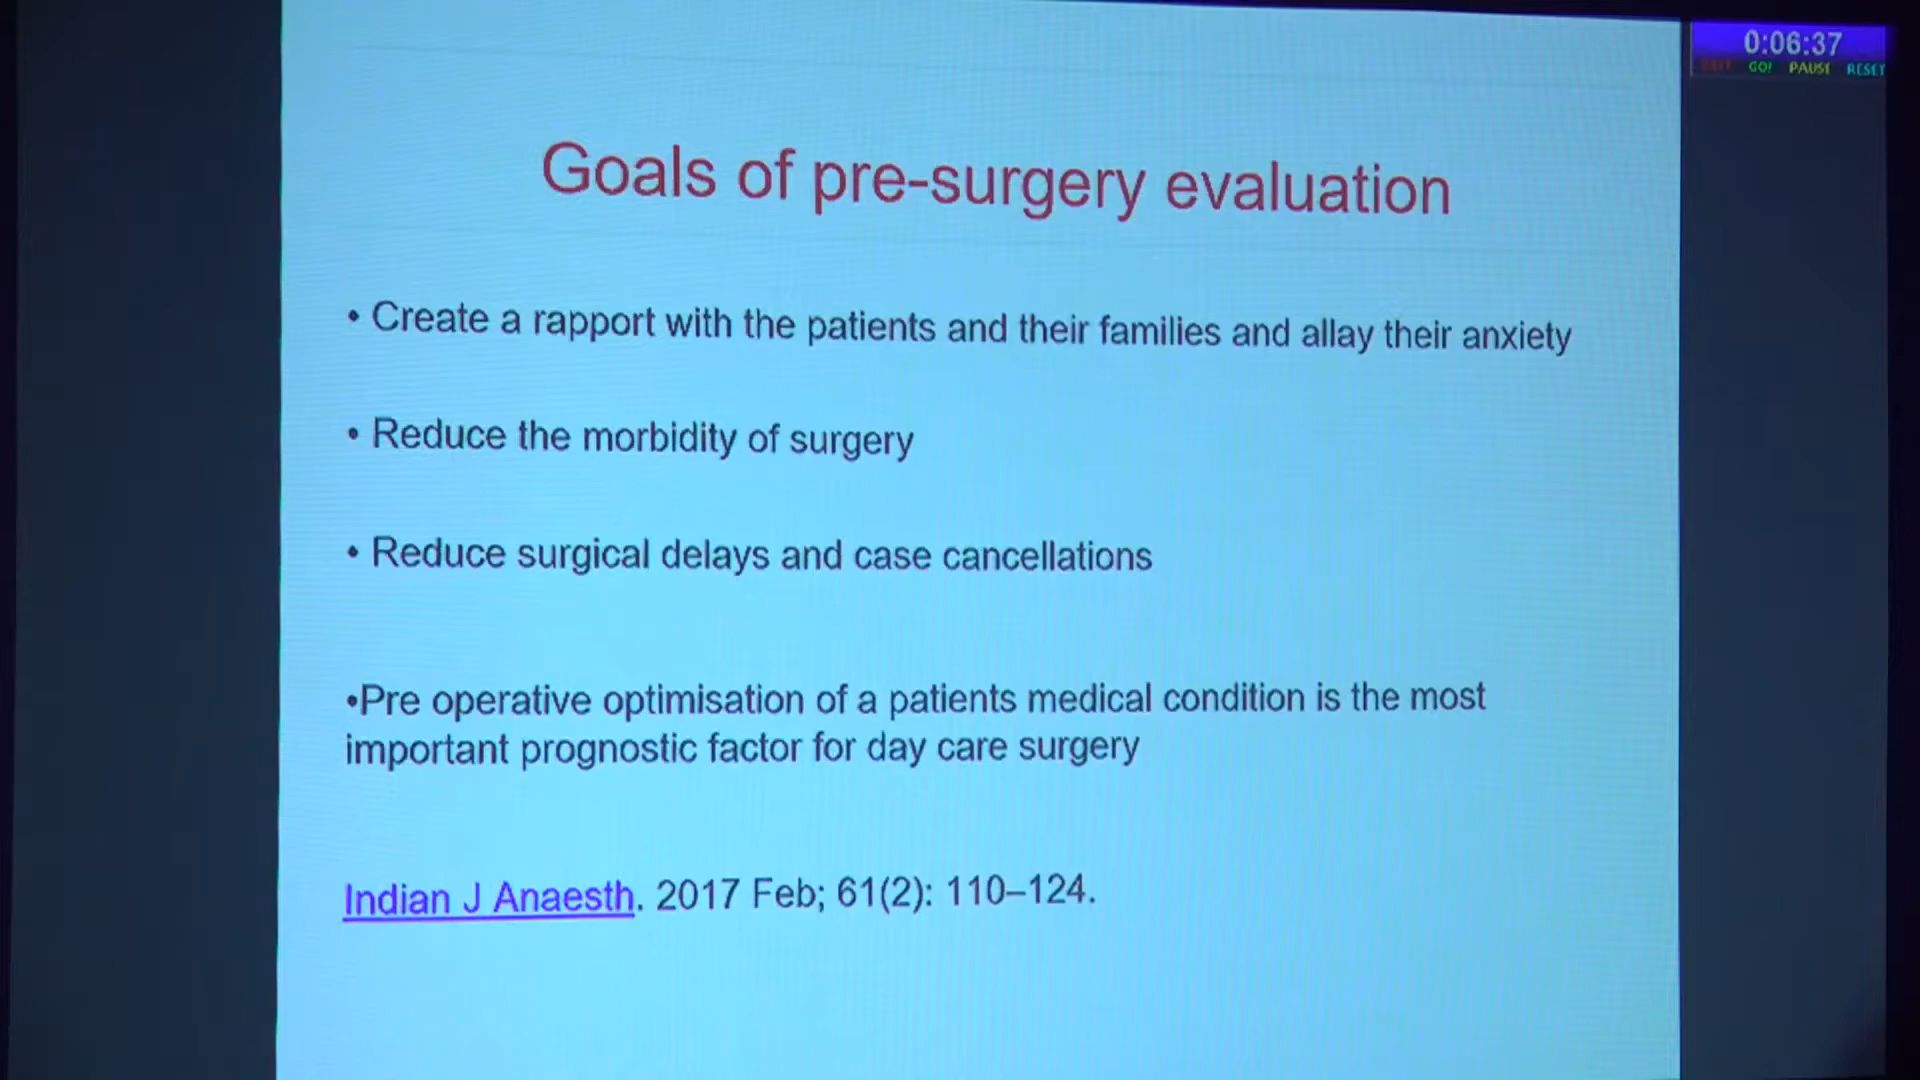 0:06:37
EXIT GO! PAUSE RESET
Goals of pre-surgery evaluation
• Create a rapport with the patients and their families and allay their anxiety
• Reduce the morbidity of surgery
• Reduce surgical delays and case cancellations
•Pre operative optimisation of a patients medical condition is the most
important prognostic factor for day care surgery
Indian J Anaesth. 2017 Feb; 61(2): 110–124.